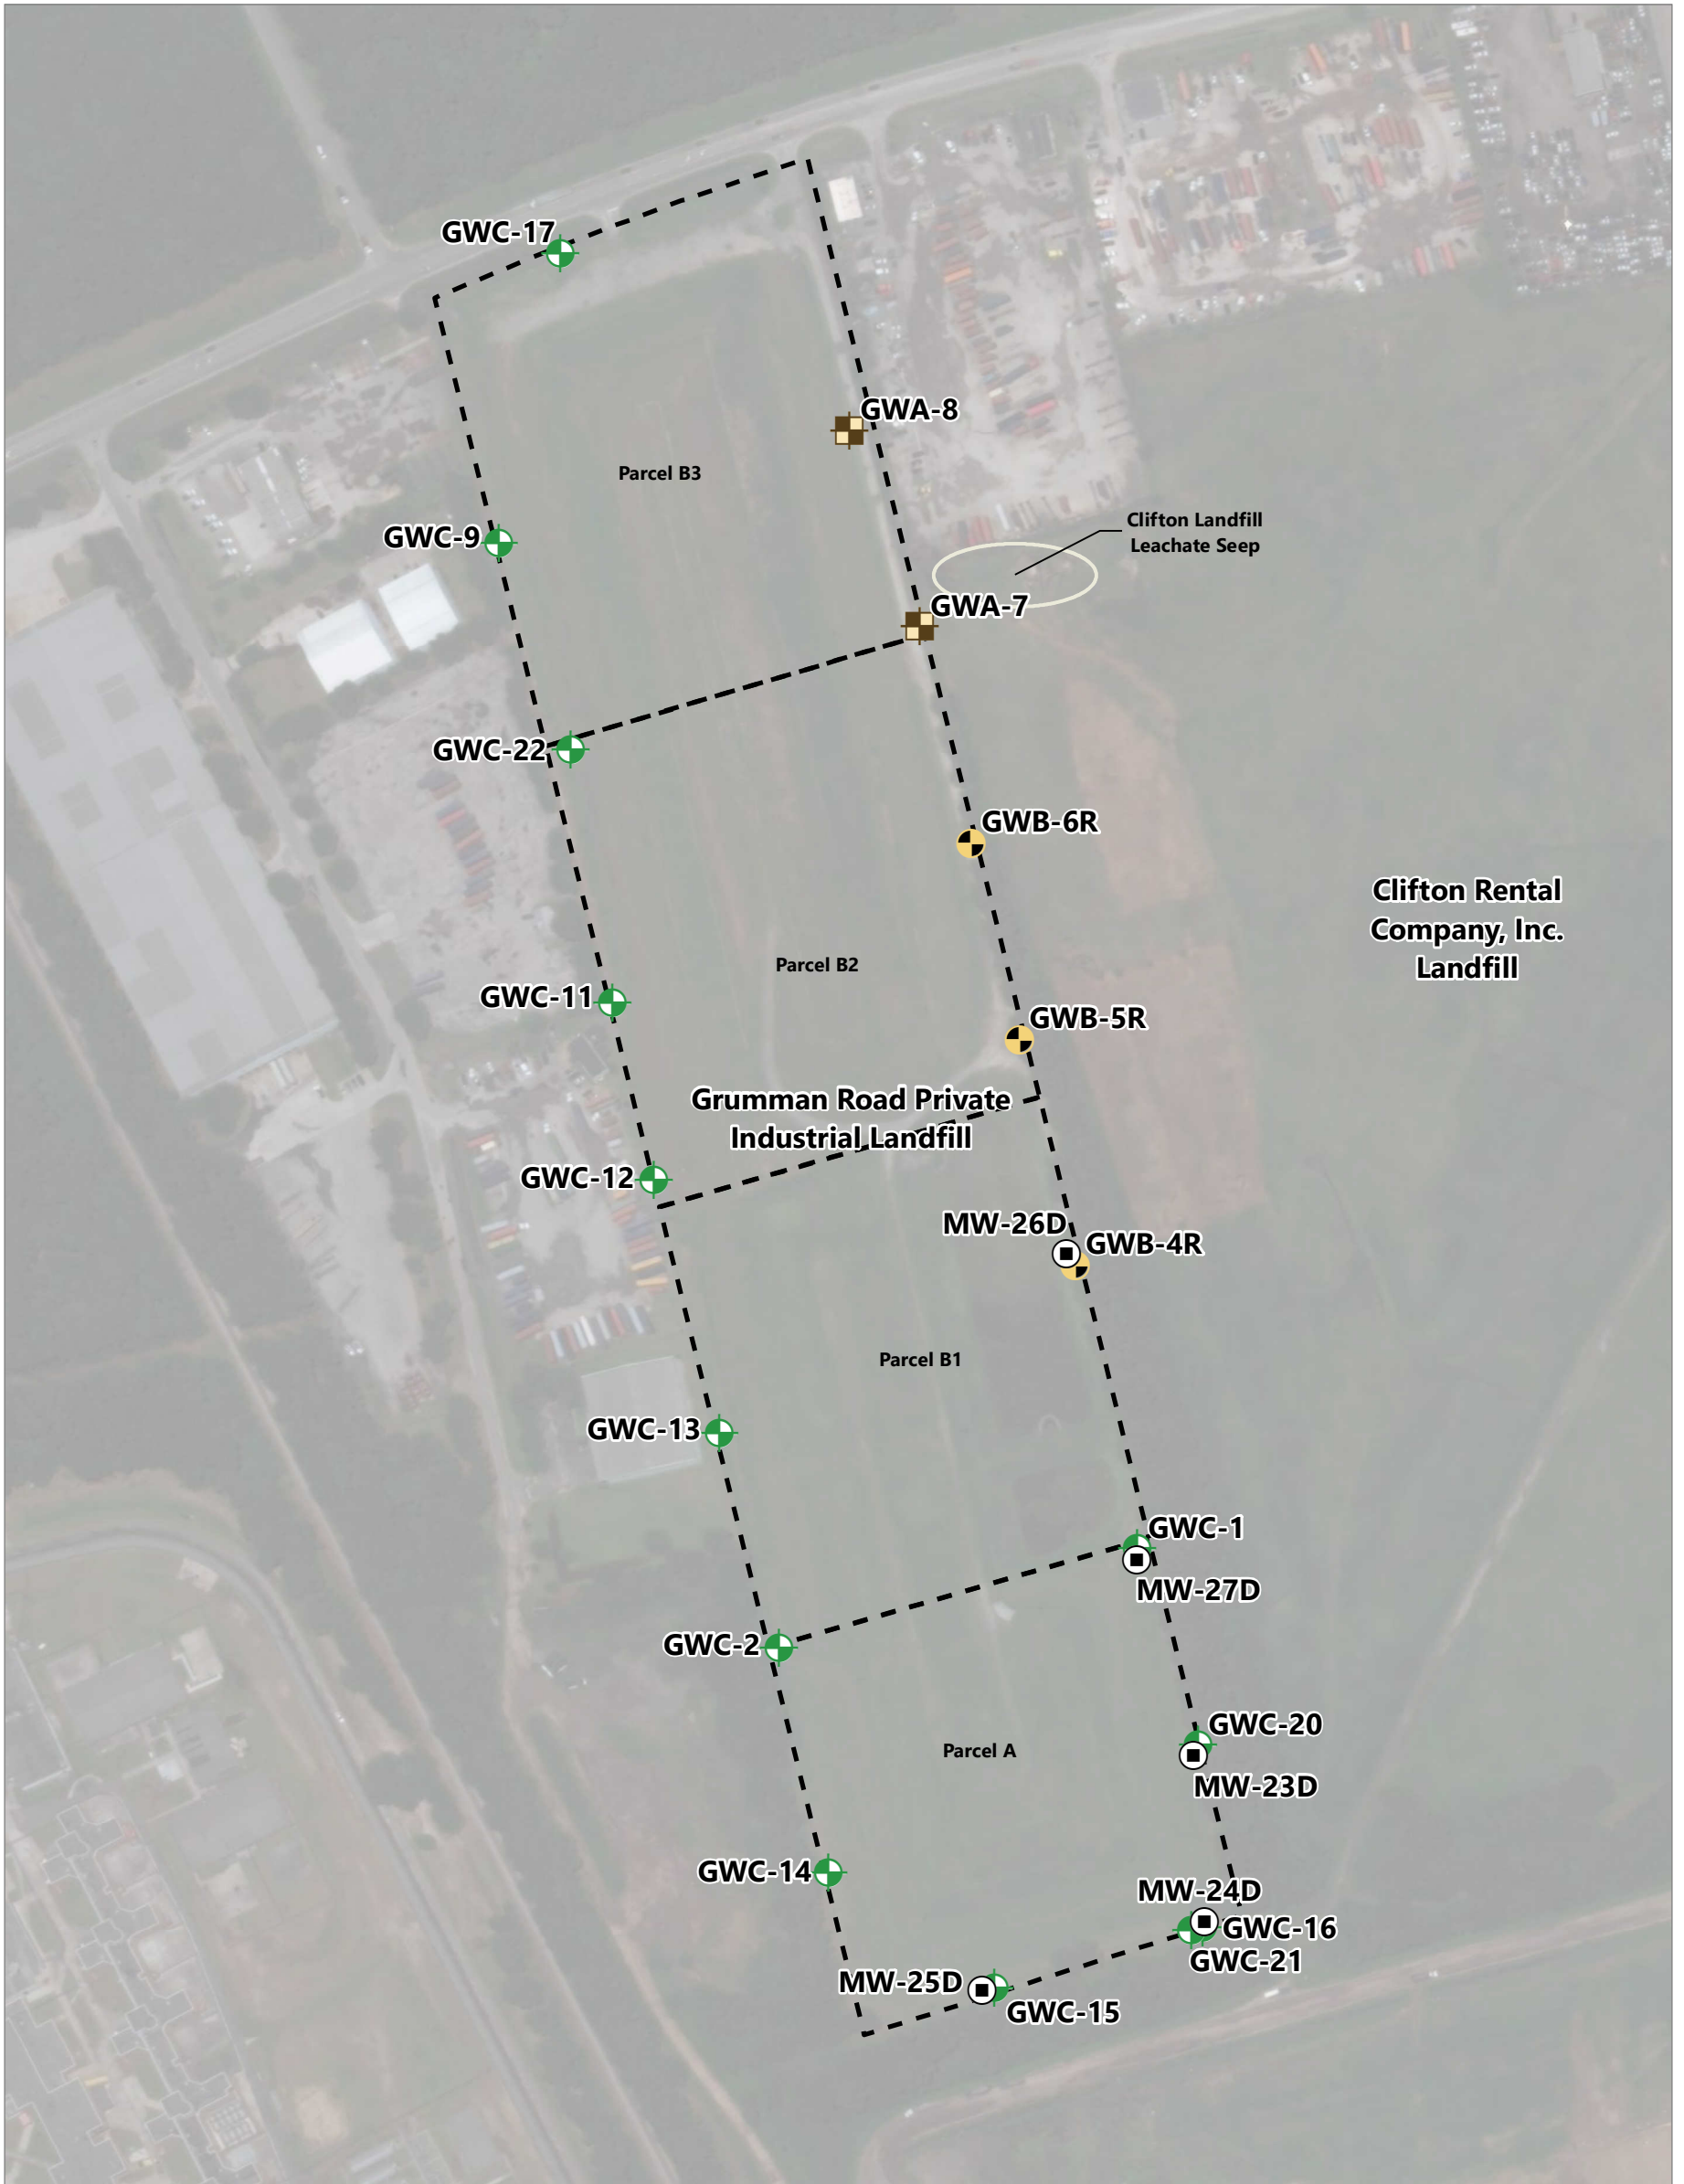 GWC-17
GWA-8
Parcel B3
Clifton Landfill
Leachate Seep
GWC-9
GWA-7
GWC-22
GWB-6R
Clifton Rental
Company, Inc.
Landfill
Parcel B2
GWC-11
GWB-5R
Grumman Road Private
Industrial Landfill
GWC-12
MW-26D
GWB-4R
Parcel B1
GWC-13
GWC-1
MW-27D
GWC-2
GWC-20
Parcel A
MW-23D
GWC-14
MW-24D
GWC-16
GWC-21
MW-25D
GWC-15